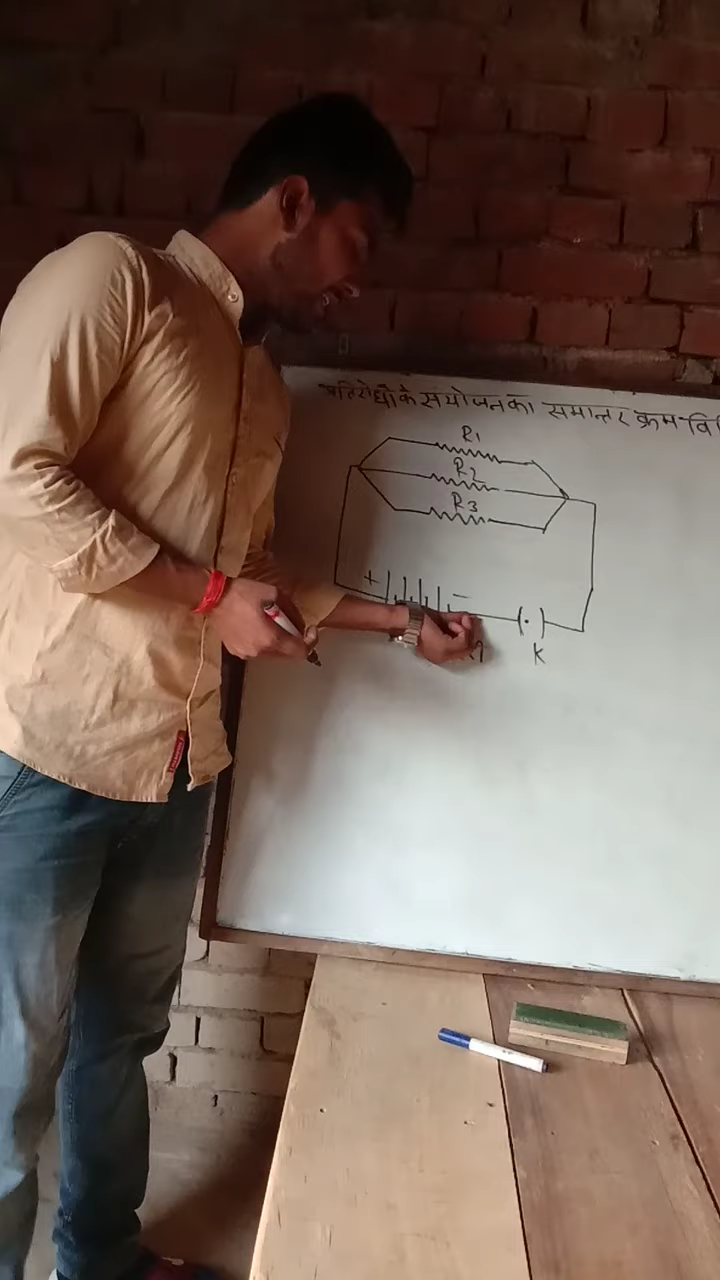 प्रतिरोधो के संयोजन का समान्तर क्रम वि
R1
R2
R3
+ −
K